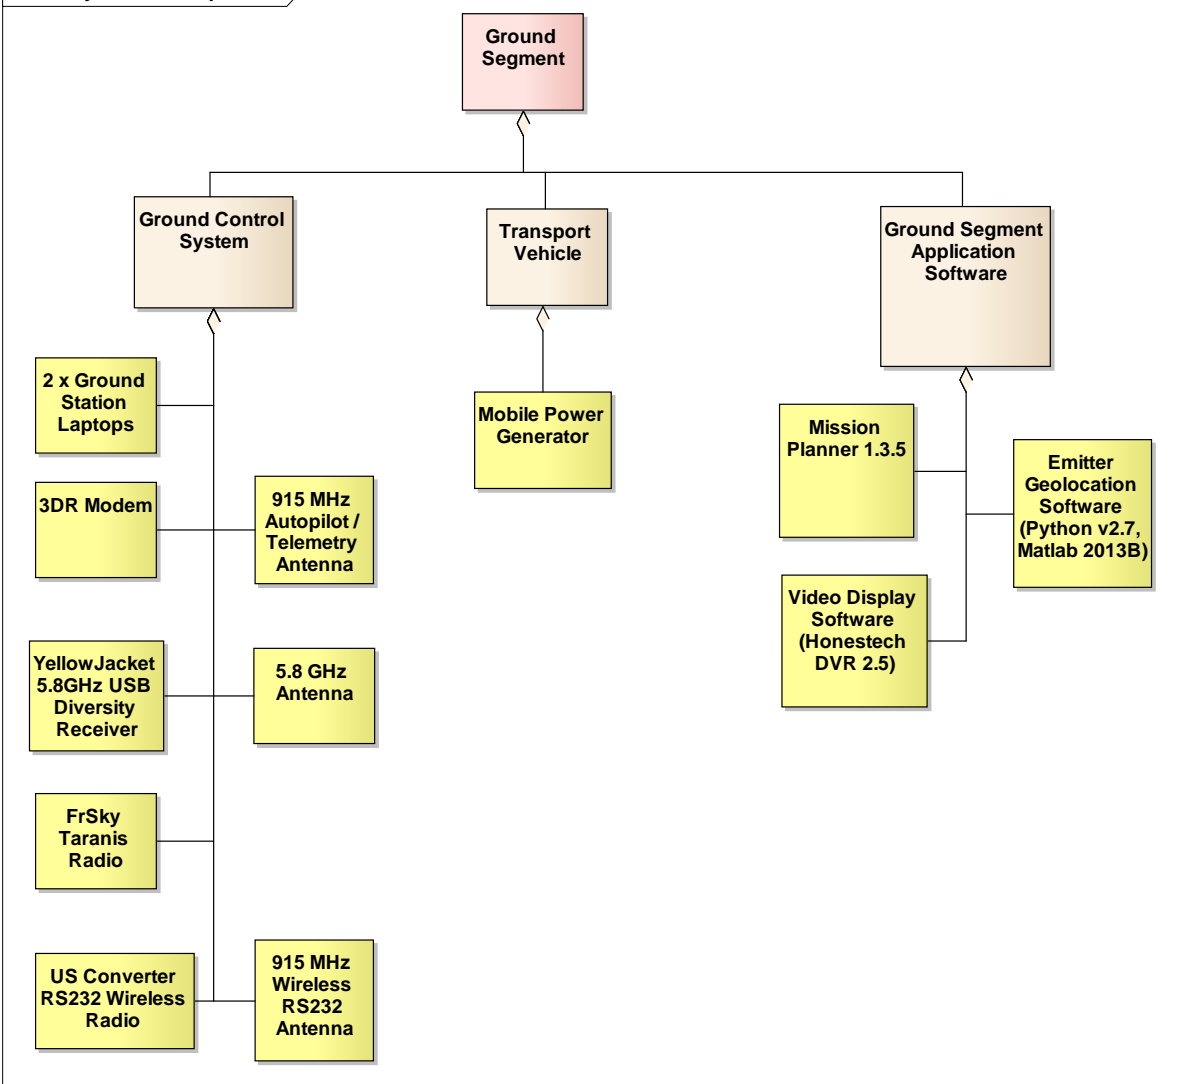 Ground
Segment
Ground Control
System
Transport
Vehicle
Ground Segment
Application
Software
2 x Ground
Station
Laptops
3DR Modem
915 MHz
Autopilot /
Telemetry
Antenna
YellowJacket
5.8GHz USB
Diversity
Receiver
5.8 GHz
Antenna
FrSky
Taranis
Radio
US Converter
RS232 Wireless
Radio
915 MHz
Wireless
RS232
Antenna
Mobile Power
Generator
Mission
Planner 1.3.5
Emitter
Geolocation
Software
(Python v2.7,
Matlab 2013B)
Video Display
Software
(Honestech
DVR 2.5)